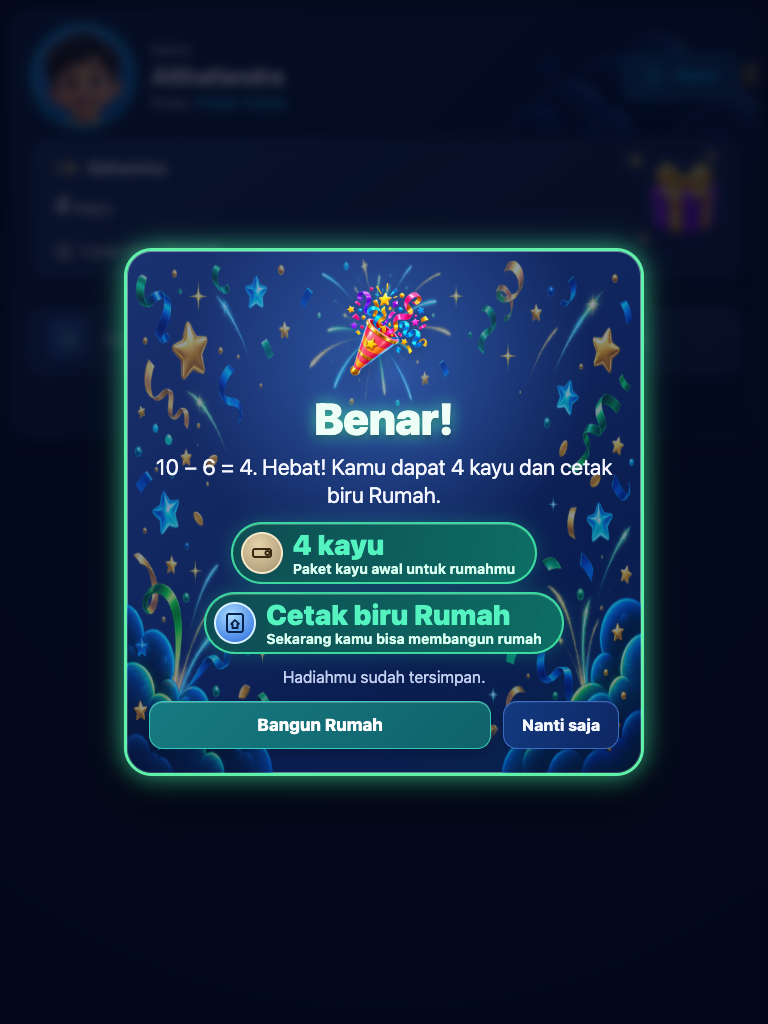 Benar!
10 – 6 = 4. Hebat! Kamu dapat 4 kayu dan cetak
biru Rumah.
4 kayu
Paket kayu awal untuk rumahmu
Cetak biru Rumah
Sekarang kamu bisa membangun rumah
Hadiahmu sudah tersimpan.
Bangun Rumah
Nanti saja